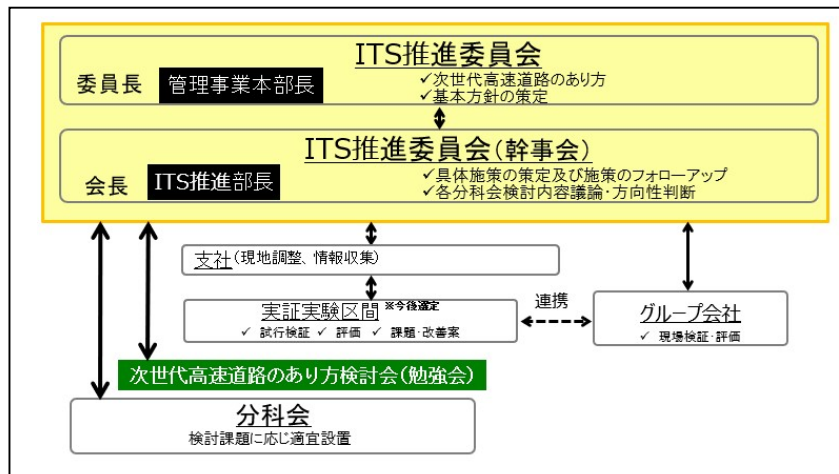 ITS推進委員会
委員長 管理事業本部長
✓次世代高速道路のあり方
✓基本方針の策定
ITS推進委員会(幹事会)
会長 ITS推進部長
✓具体施策の策定及び施策のフォローアップ
✓各分科会検討内容議論・方向性判断
支社(現地調整、情報収集)
実証実験区間 ※今後選定
✓ 試行検証 ✓ 評価 ✓ 課題・改善案
連携
グループ会社
✓ 現場検証・評価
次世代高速道路のあり方検討会(勉強会)
分科会
検討課題に応じ適宜設置